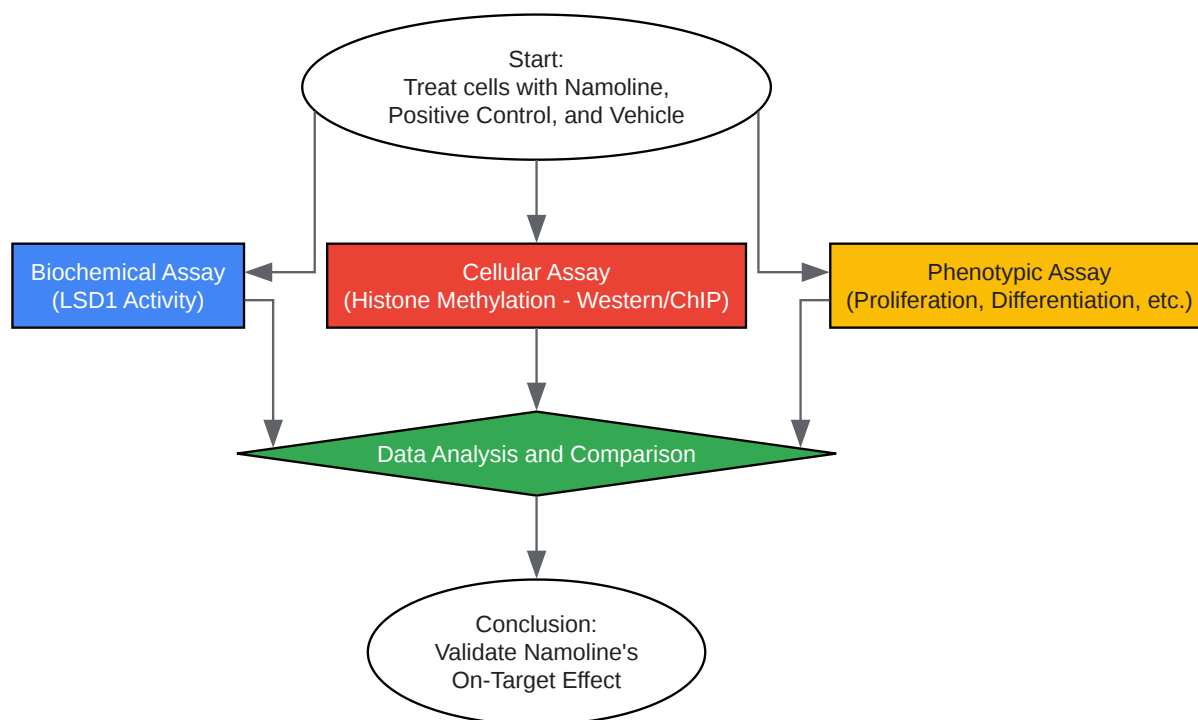 Start:
Treat cells with Namoline,
Positive Control, and Vehicle
Biochemical Assay
(LSD1 Activity)
Cellular Assay
(Histone Methylation - Western/ChIP)
Phenotypic Assay
(Proliferation, Differentiation, etc.)
Data Analysis and Comparison
Conclusion:
Validate Namoline's
On-Target Effect